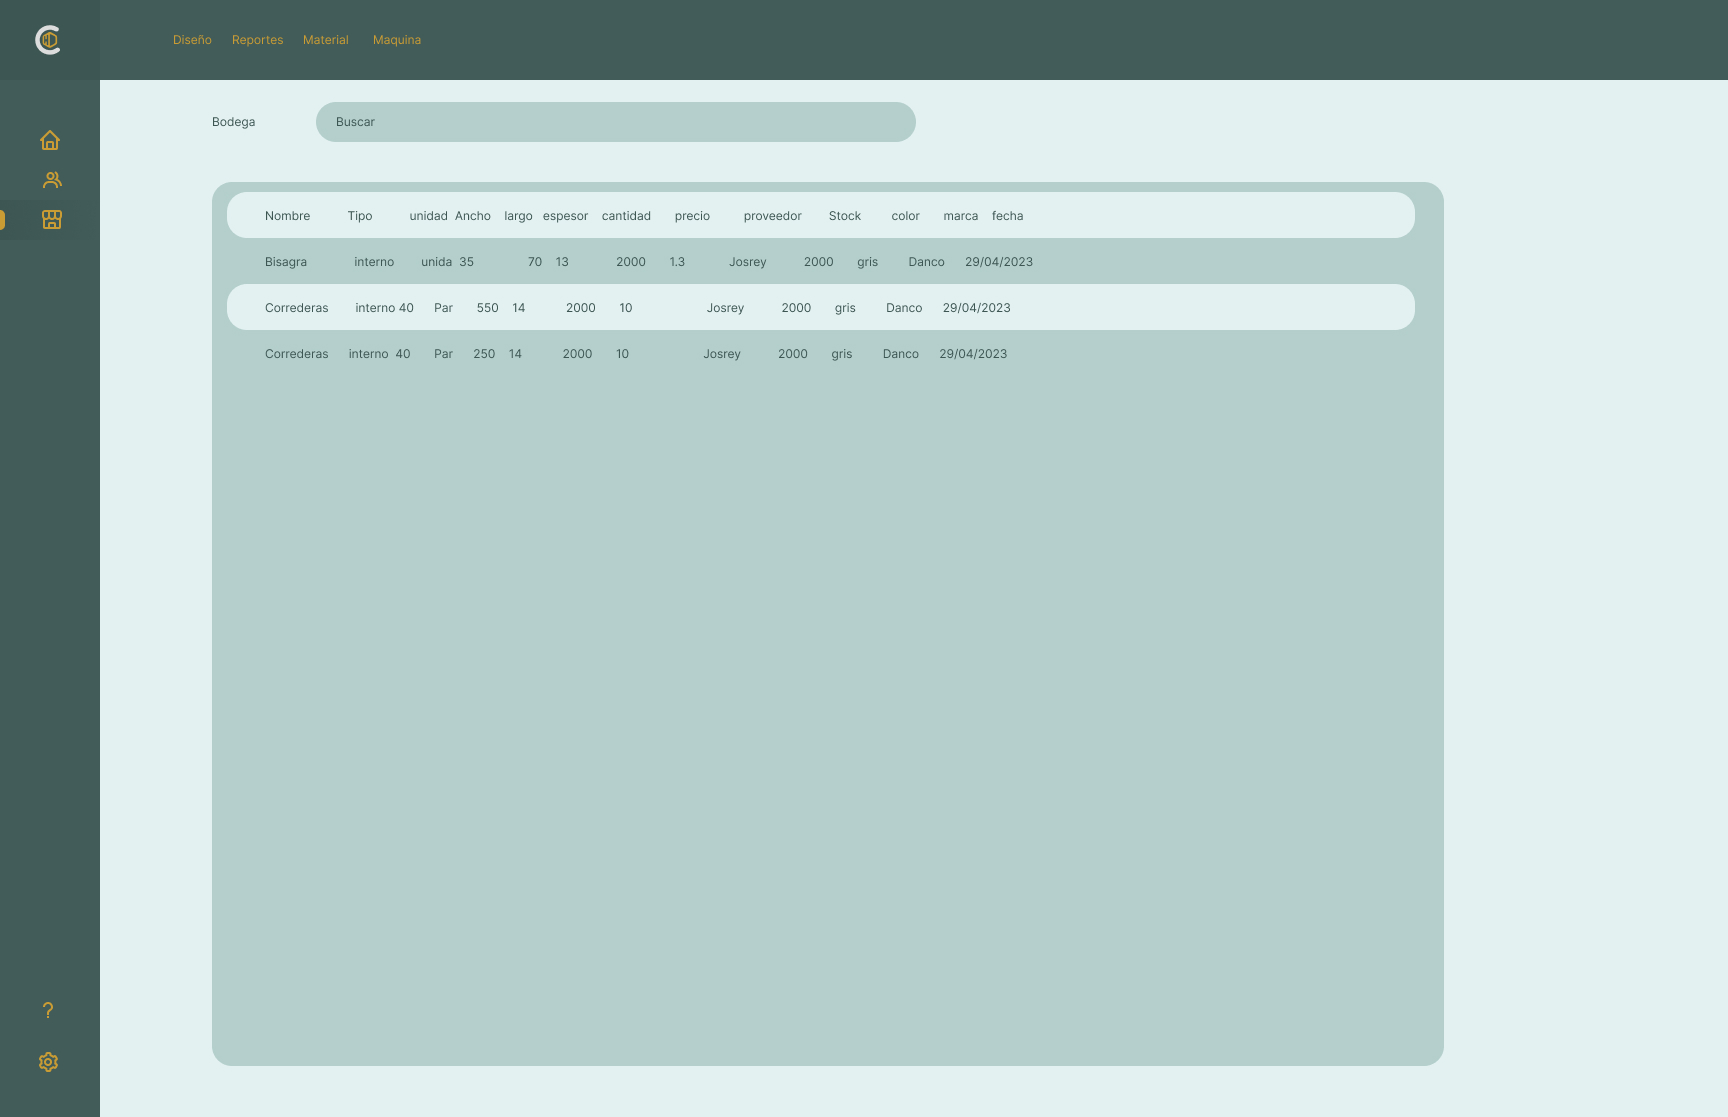 Diseño Reportes Material Maquina
Bodega Buscar
Nombre Tipo unidad Ancho largo espesor cantidad precio proveedor Stock color marca fecha
Bisagra interno unida 35 70 13 2000 1.3 Josrey 2000 gris Danco 29/04/2023
Correderas interno 40 Par 550 14 2000 10 Josrey 2000 gris Danco 29/04/2023
Correderas interno 40 Par 250 14 2000 10 Josrey 2000 gris Danco 29/04/2023
?